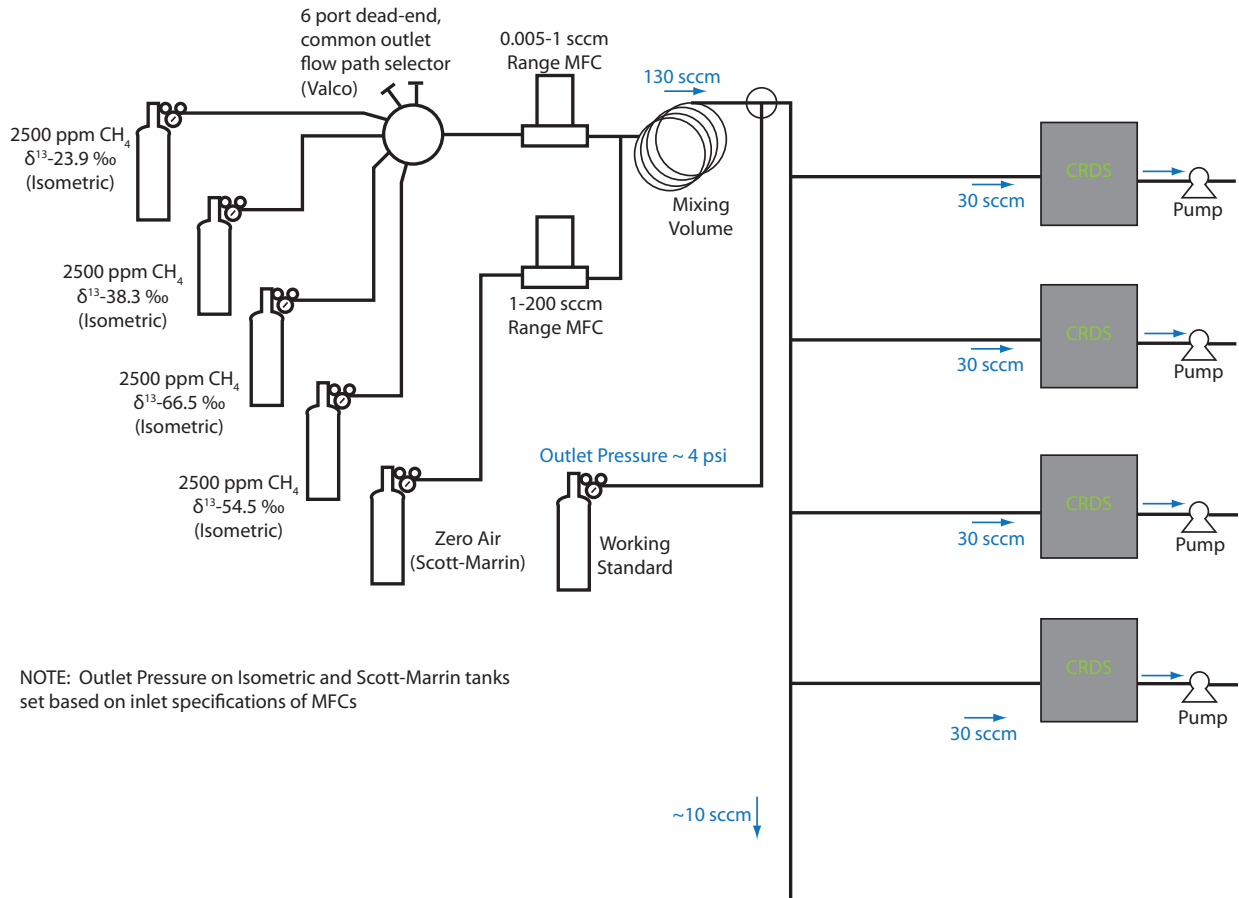 6 port dead-end,
common outlet
flow path selector
(Valco)
0.005-1 sccm
Range MFC
130 sccm
2500 ppm CH₄
δ¹³-23.9 ‰
(Isometric)
2500 ppm CH₄
δ¹³-38.3 ‰
(Isometric)
2500 ppm CH₄
δ¹³-66.5 ‰
(Isometric)
2500 ppm CH₄
δ¹³-54.5 ‰
(Isometric)
Mixing
Volume
1-200 sccm
Range MFC
Outlet Pressure ~ 4 psi
Zero Air
(Scott-Marrin)
Working
Standard
CRDS
30 sccm
Pump
CRDS
30 sccm
Pump
CRDS
30 sccm
Pump
CRDS
30 sccm
Pump
~10 sccm
NOTE: Outlet Pressure on Isometric and Scott-Marrin tanks
set based on inlet specifications of MFCs